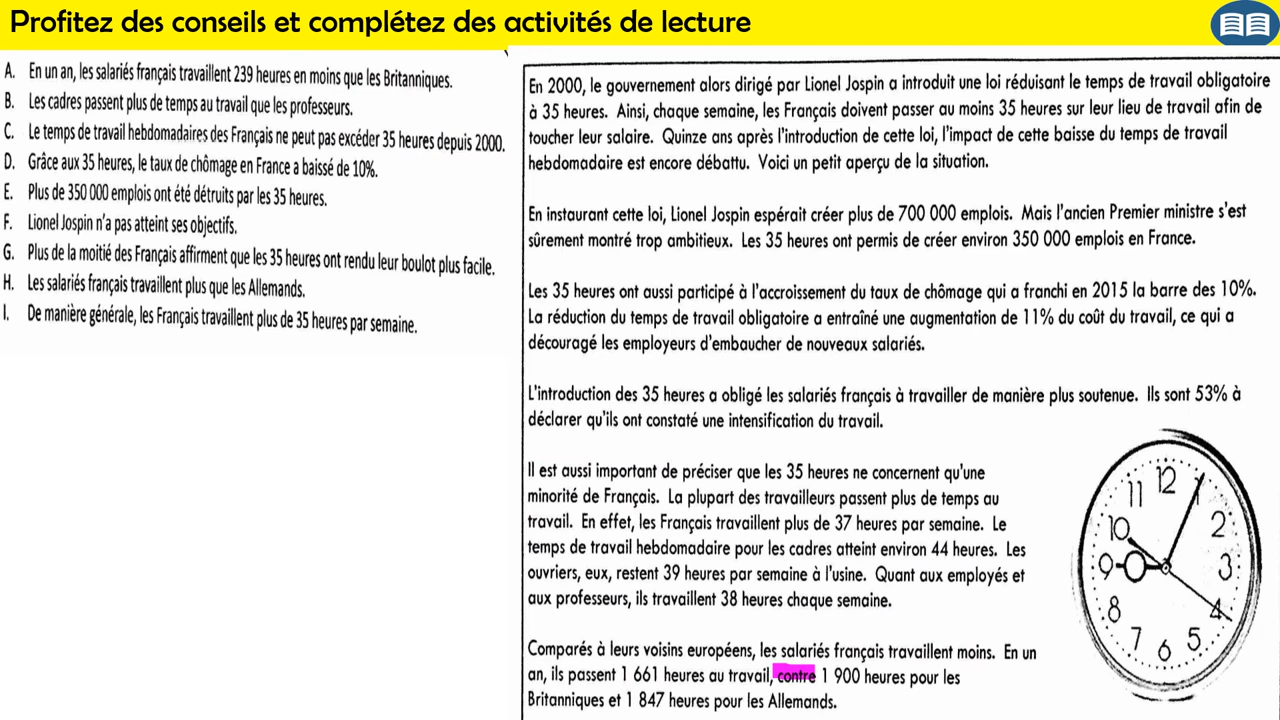 Profitez des conseils et complétez des activités de lecture
A. En un an, les salariés français travaillent 239 heures en moins que les Britanniques.
B. Les cadres passent plus de temps au travail que les professeurs.
C. Le temps de travail hebdomadaires des Français ne peut pas excéder 35 heures depuis 2000.
D. Grâce aux 35 heures, le taux de chômage en France a baissé de 10%.
E. Plus de 350 000 emplois ont été détruits par les 35 heures.
F. Lionel Jospin n'a pas atteint ses objectifs.
G. Plus de la moitié des Français affirment que les 35 heures ont rendu leur boulot plus facile.
H. Les salariés français travaillent plus que les Allemands.
I. De manière générale, les Français travaillent plus de 35 heures par semaine.
En 2000, le gouvernement alors dirigé par Lionel Jospin a introduit une loi réduisant le temps de travail obligatoire
à 35 heures. Ainsi, chaque semaine, les Français doivent passer au moins 35 heures sur leur lieu de travail afin de
toucher leur salaire. Quinze ans après l'introduction de cette loi, l'impact de cette baisse du temps de travail
hebdomadaire est encore débattu. Voici un petit aperçu de la situation.
En instaurant cette loi, Lionel Jospin espérait créer plus de 700 000 emplois. Mais l'ancien Premier ministre s'est
sûrement montré trop ambitieux. Les 35 heures ont permis de créer environ 350 000 emplois en France.
Les 35 heures ont aussi participé à l'accroissement du taux de chômage qui a franchi en 2015 la barre des 10%.
La réduction du temps de travail obligatoire a entraîné une augmentation de 11% du coût du travail, ce qui a
découragé les employeurs d'embaucher de nouveaux salariés.
L'introduction des 35 heures a obligé les salariés français à travailler de manière plus soutenue. Ils sont 53% à
déclarer qu'ils ont constaté une intensification du travail.
Il est aussi important de préciser que les 35 heures ne concernent qu'une
minorité de Français. La plupart des travailleurs passent plus de temps au
travail. En effet, les Français travaillent plus de 37 heures par semaine. Le
temps de travail hebdomadaire pour les cadres atteint environ 44 heures. Les
ouvriers, eux, restent 39 heures par semaine à l'usine. Quant aux employés et
aux professeurs, ils travaillent 38 heures chaque semaine.
Comparés à leurs voisins européens, les salariés français travaillent moins. En un
an, ils passent 1 661 heures au travail, contre 1 900 heures pour les
Britanniques et 1 847 heures pour les Allemands.
12
1
2
3
4
5
6
7
8
9
10
11